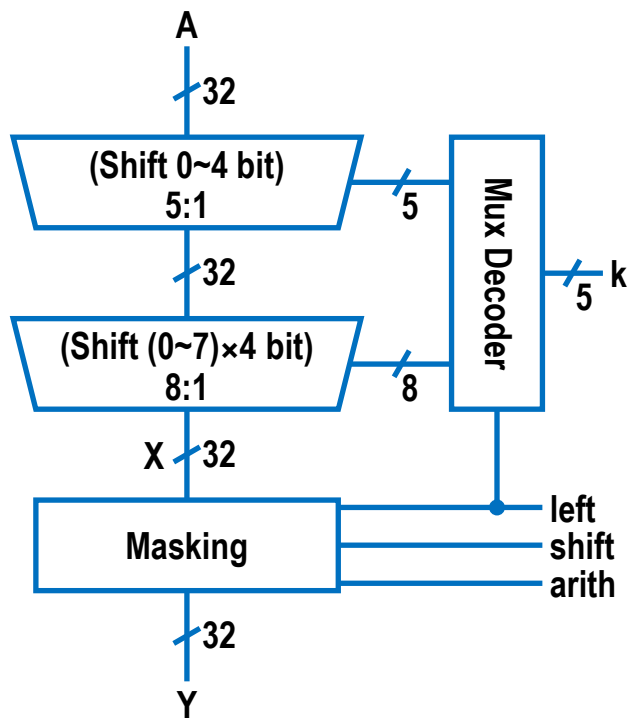 A
32
(Shift 0~4 bit)
5:1
5
Mux Decoder
5
k
32
(Shift (0~7)×4 bit)
8:1
8
X
32
left
Masking
shift
arith
32
Y